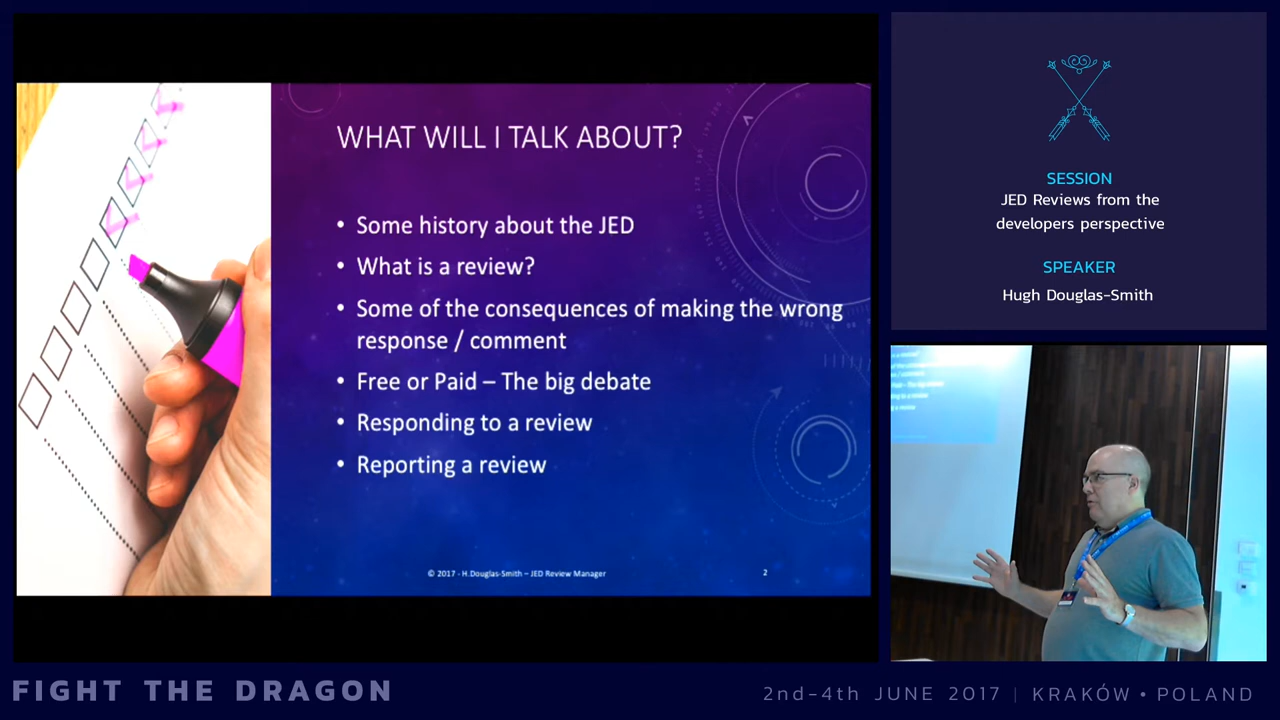 WHAT WILL I TALK ABOUT?
• Some history about the JED
• What is a review?
• Some of the consequences of making the wrong
response / comment
• Free or Paid – The big debate
• Responding to a review
• Reporting a review
© 2017 - H.Douglas-Smith – JED Review Manager
2
SESSION
JED Reviews from the
developers perspective
SPEAKER
Hugh Douglas-Smith
FIGHT THE DRAGON
2nd-4th JUNE 2017 | KRAKÓW • POLAND